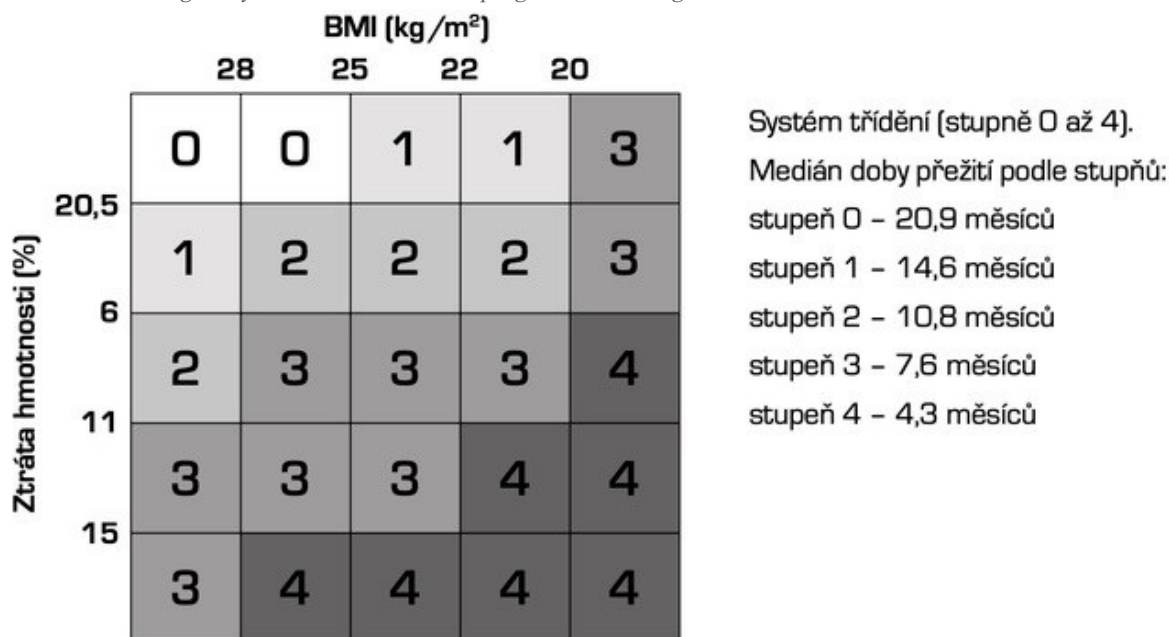 BMI (kg/m²)
28 25 22 20
0 0 1 1 3
20,5
1 2 2 2 3
6
2 3 3 3 4
11
3 3 3 4 4
15
3 4 4 4 4
Ztráta hmotnosti (%)
Systém třídění (stupně 0 až 4).
Medián doby přežití podle stupňů:
stupeň 0 – 20,9 měsíců
stupeň 1 – 14,6 měsíců
stupeň 2 – 10,8 měsíců
stupeň 3 – 7,6 měsíců
stupeň 4 – 4,3 měsíců